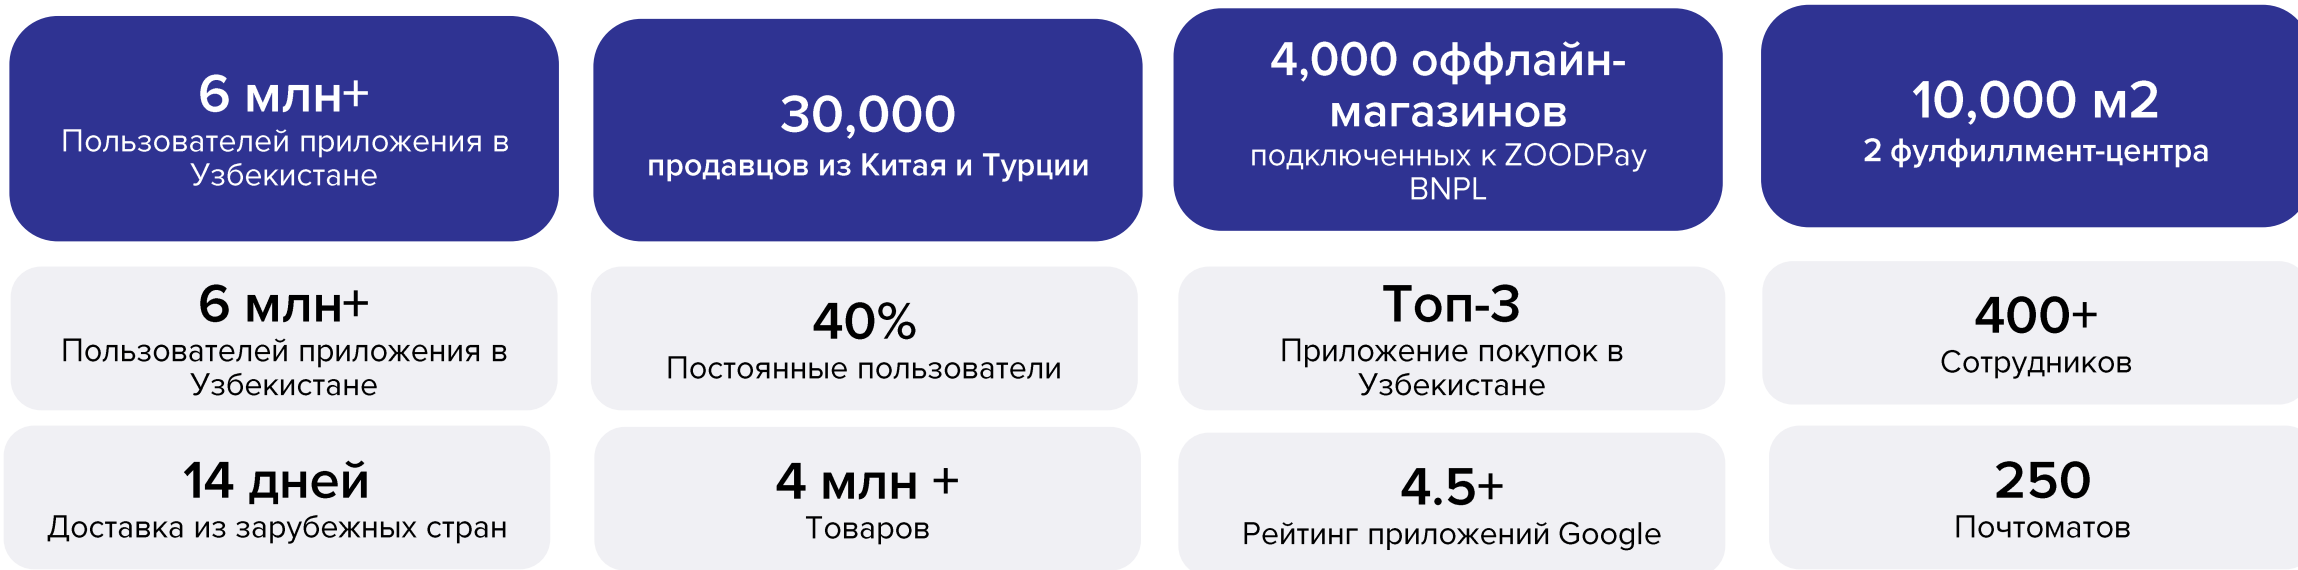 6 млн+
Пользователей приложения в
Узбекистане
30,000
продавцов из Китая и Турции
4,000 оффлайн-
магазинов
подключенных к ZOODPay
BNPL
10,000 м2
2 фулфиллмент-центра
6 млн+
Пользователей приложения в
Узбекистане
40%
Постоянные пользователи
Топ-3
Приложение покупок в
Узбекистане
400+
Сотрудников
14 дней
Доставка из зарубежных стран
4 млн +
Товаров
4.5+
Рейтинг приложений Google
250
Почтоматов